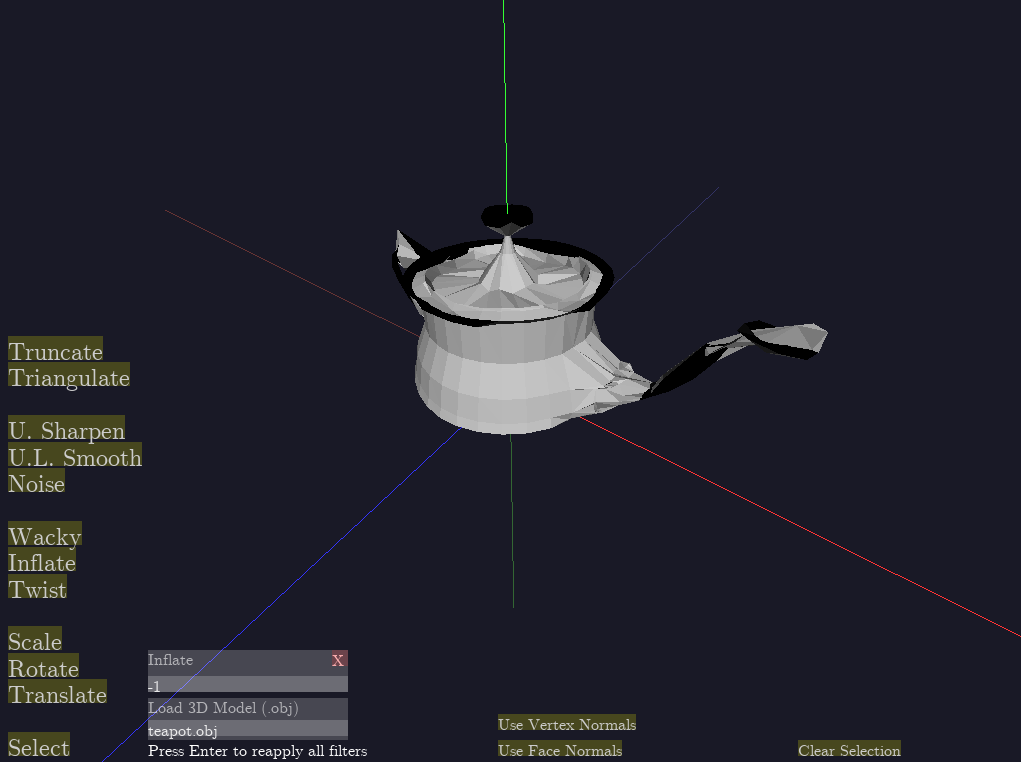 Truncate
Triangulate
U. Sharpen
U.L. Smooth
Noise
Wacky
Inflate
Twist
Scale
Rotate
Translate
Select
Inflate X
-1
Load 3D Model (.obj)
teapot.obj
Press Enter to reapply all filters
Use Vertex Normals
Use Face Normals
Clear Selection